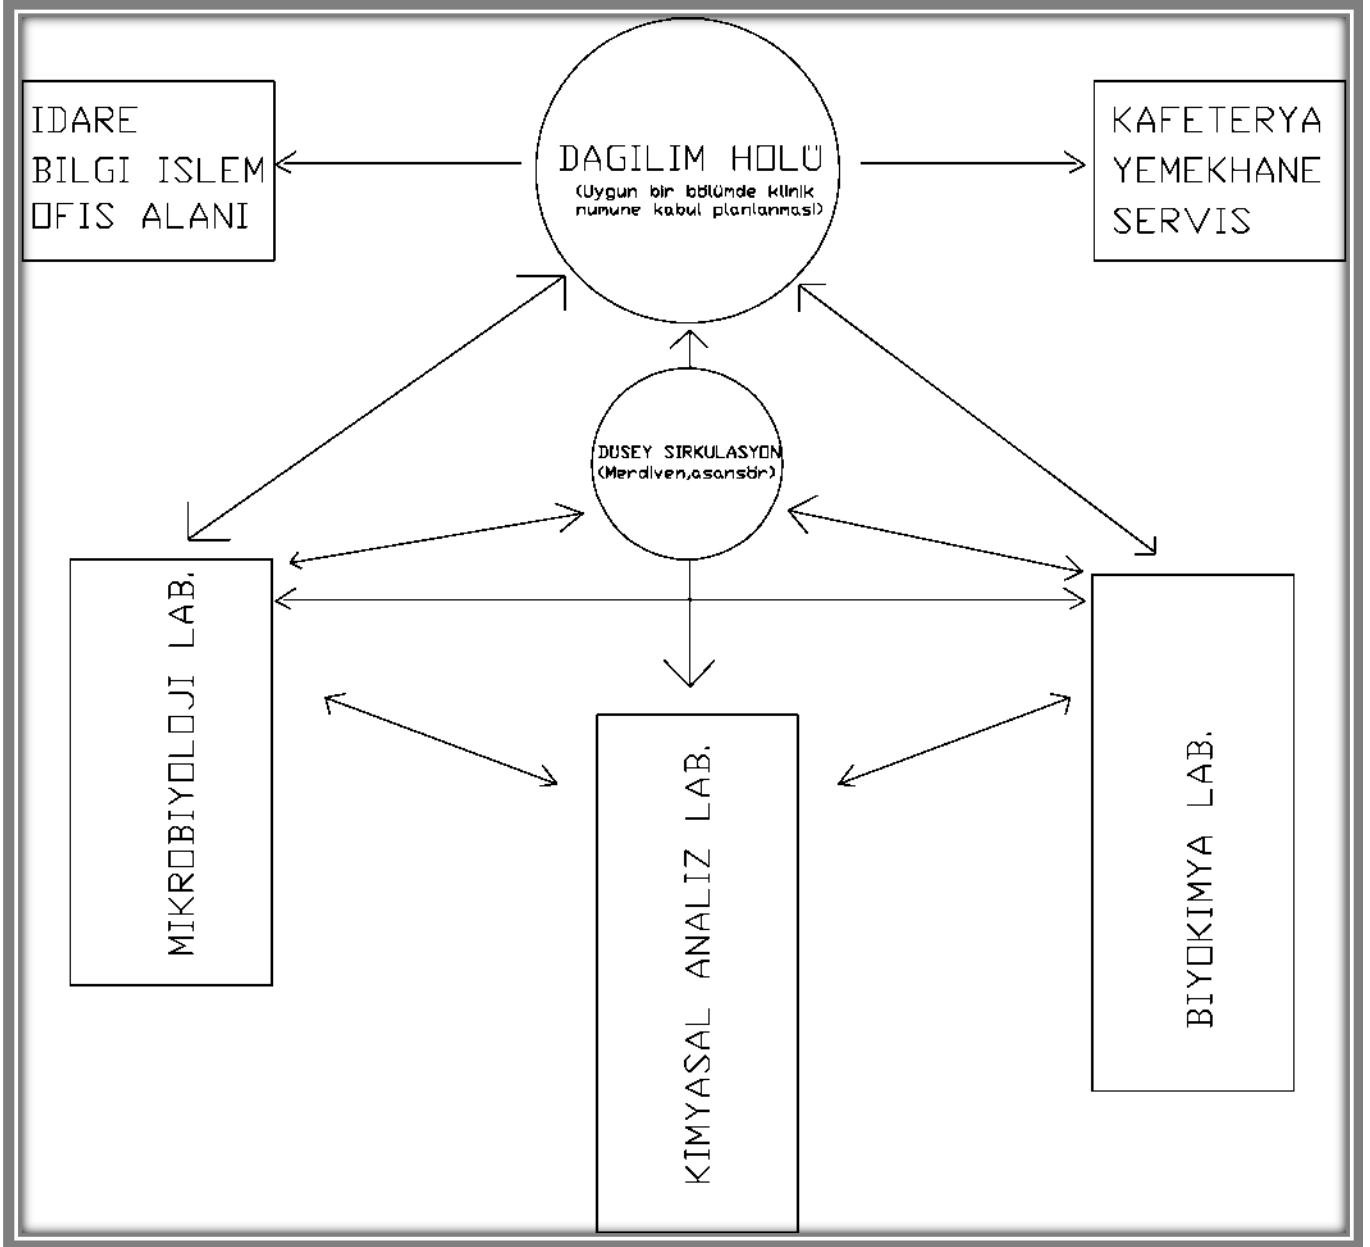 IDARE
BILGI ISLEM
OFIS ALANI
DAGILIM HOLÜ
(Uygun bir bölümde klinik
numune kabul planlanması)
KAFETERYA
YEMEKHANE
SERVIS
DUSEY SIRKULASYON
(Merdiven,asansör)
MIKROBIYOLOJI LAB.
KIMYASAL ANALIZ LAB.
BIYOKIMYA LAB.